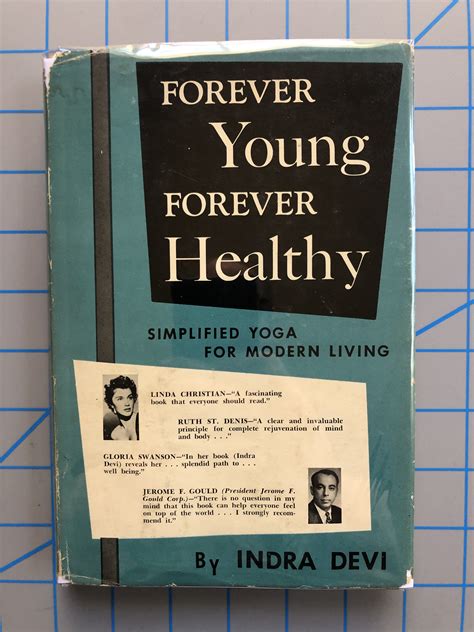 FOREVER
Young
FOREVER
Healthy
SIMPLIFIED YOGA
FOR MODERN LIVING
LINDA CHRISTIAN—"A fascinating
book that everyone should read."
RUTH ST. DENIS—"A clear and invaluable
principle for complete rejuvenation of mind
and body . . ."
GLORIA SWANSON—"In her book (Indra
Devi) reveals her . . . splendid path to . . .
well being."
JEROME F. GOULD (President Jerome F.
Gould Corp.)—"There is no question in my
mind that this book can help everyone feel
on top of the world . . . I strongly recom-
mend it."
By INDRA DEVI